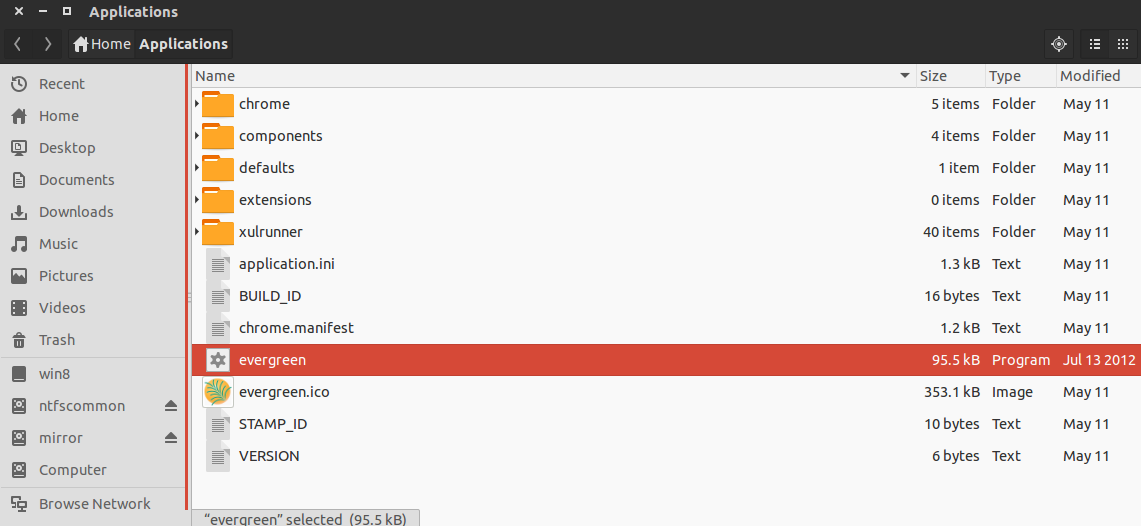 Applications
Home Applications
Name Size Type Modified
Recent
Home
Desktop
Documents
Downloads
Music
Pictures
Videos
Trash
win8
ntfscommon
mirror
Computer
Browse Network
chrome 5 items Folder May 11
components 4 items Folder May 11
defaults 1 item Folder May 11
extensions 0 items Folder May 11
xulrunner 40 items Folder May 11
application.ini 1.3 kB Text May 11
BUILD_ID 16 bytes Text May 11
chrome.manifest 1.2 kB Text May 11
evergreen 95.5 kB Program Jul 13 2012
evergreen.ico 353.1 kB Image May 11
STAMP_ID 10 bytes Text May 11
VERSION 6 bytes Text May 11
“evergreen” selected (95.5 kB)